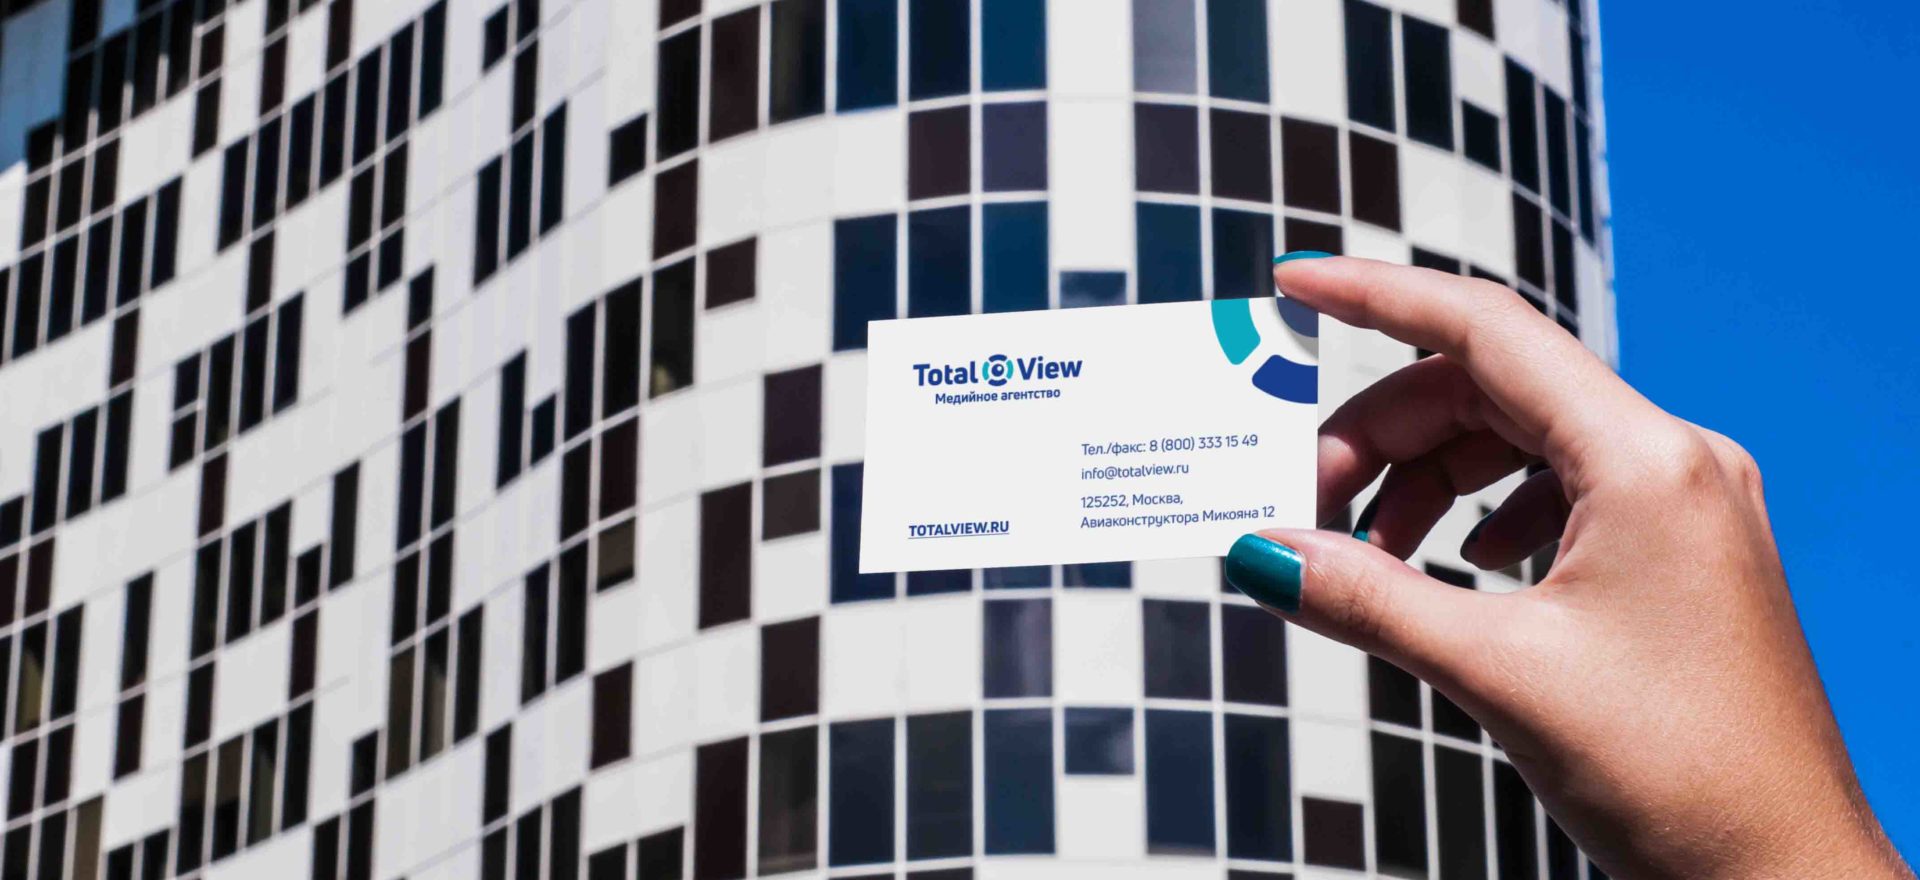 Total View
Медийное агентство
Тел./факс: 8 (800) 333 15 49
info@totalview.ru
125252, Москва,
Авиаконструктора Микояна 12
TOTALVIEW.RU